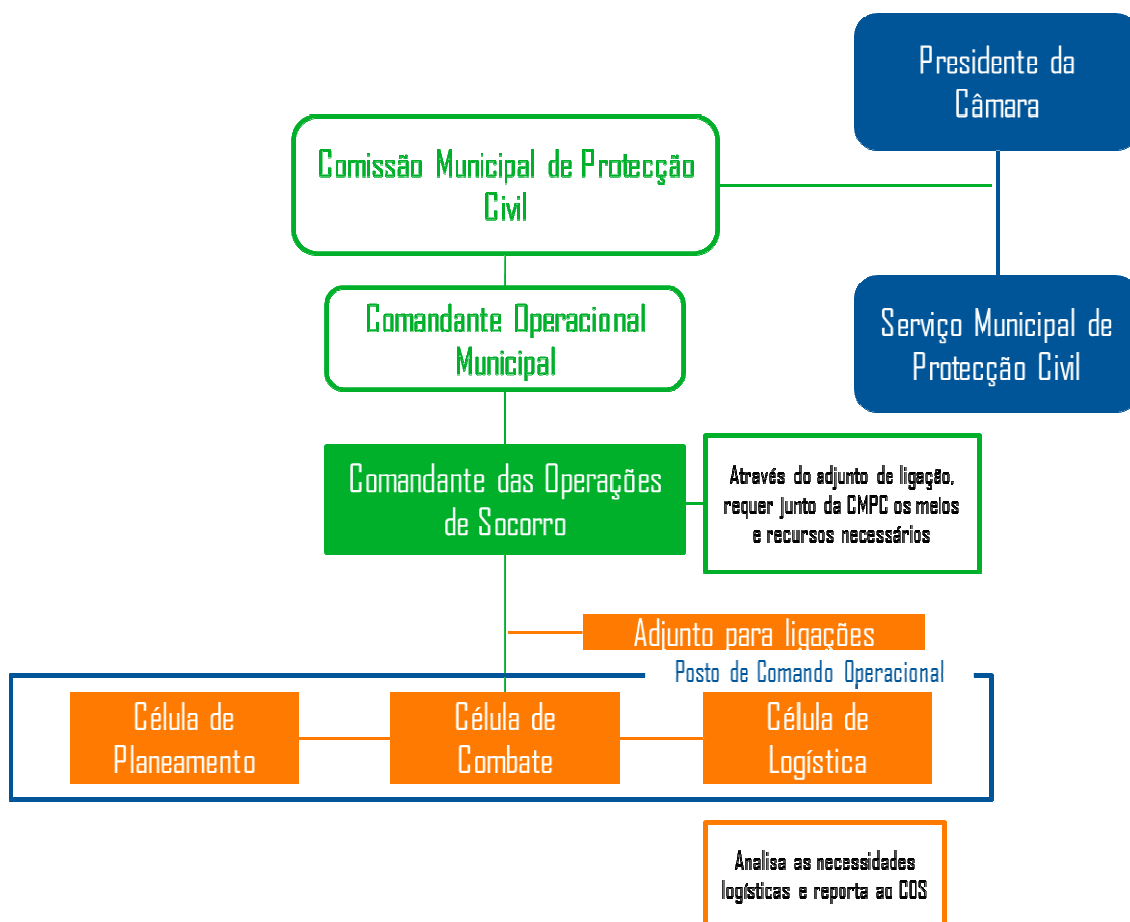 Presidente da
Câmara
Comissão Municipal de Protecção
Civil
Comandante Operacional
Municipal
Serviço Municipal de
Protecção Civil
Comandante das Operações
de Socorro
Através do adjunto de ligação,
requer junto da CMPC os meios
e recursos necessários
Adjunto para ligações
Posto de Comando Operacional
Célula de
Planeamento
Célula de
Combate
Célula de
Logística
Analisa as necessidades
logísticas e reporta ao COS